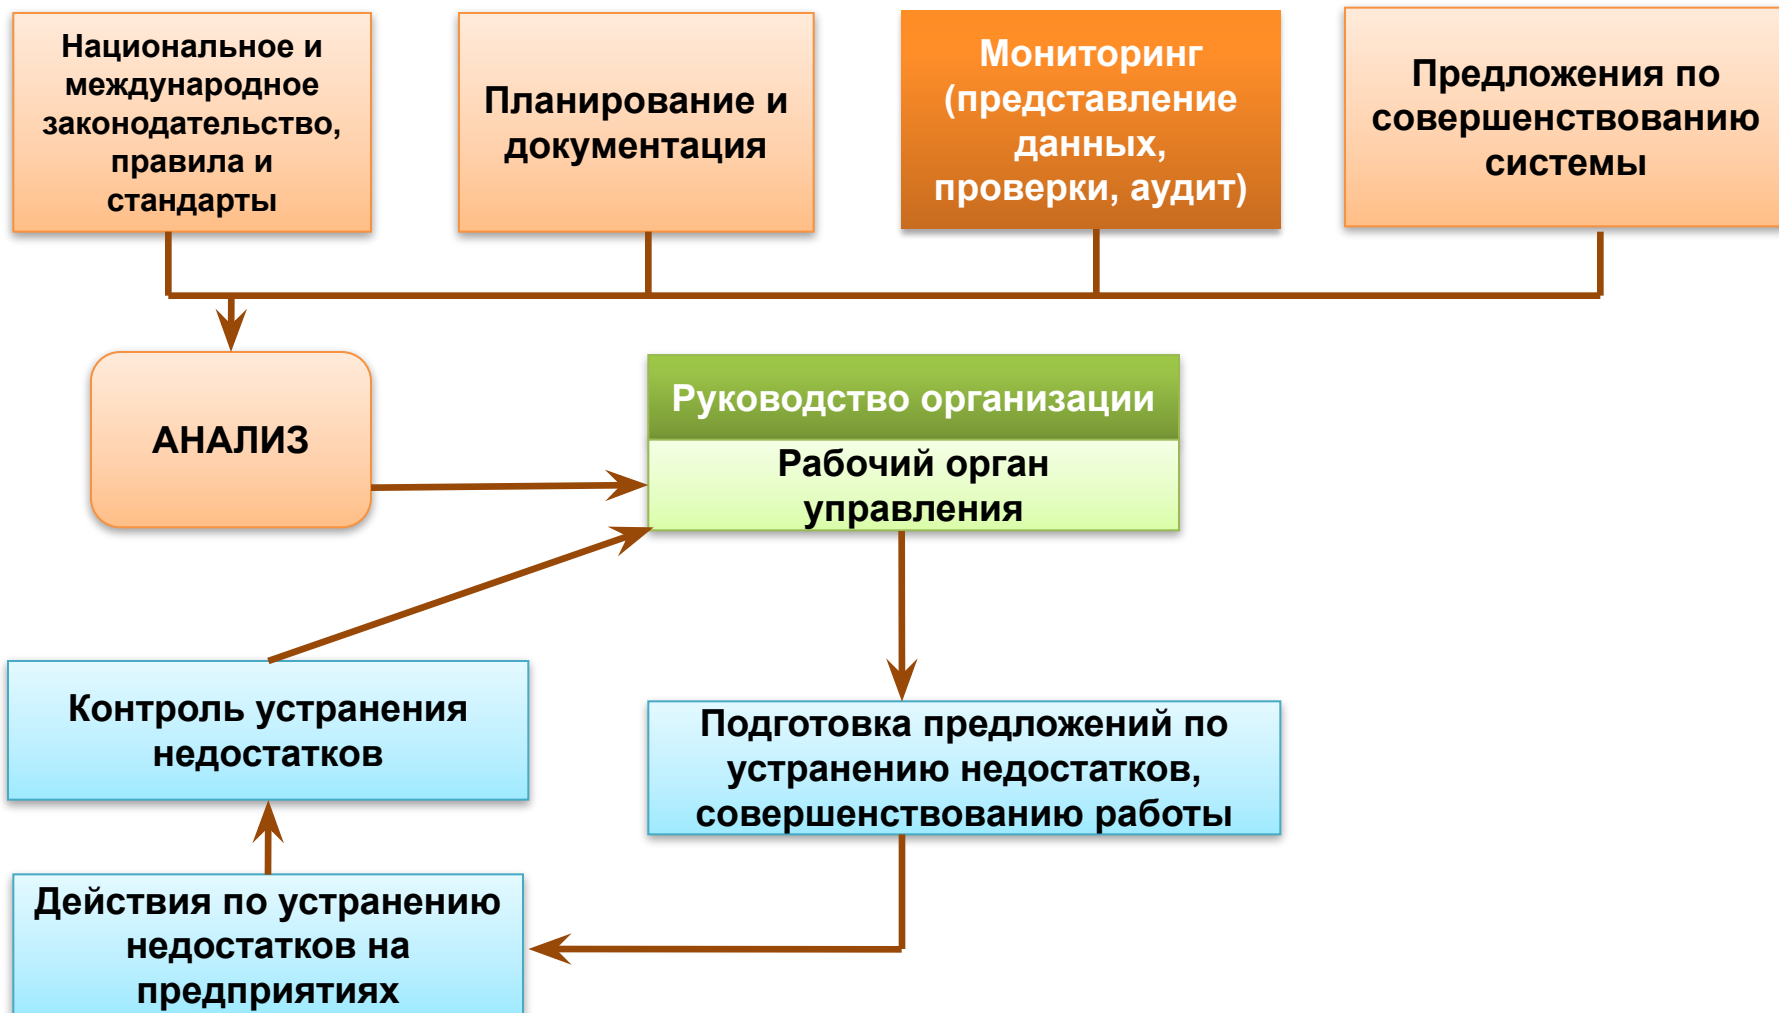 Национальное и
международное
законодательство,
правила и
стандарты
Планирование и
документация
Мониторинг
(представление
данных,
проверки, аудит)
Предложения по
совершенствованию
системы
АНАЛИЗ
Руководство организации
Рабочий орган
управления
Контроль устранения
недостатков
Подготовка предложений по
устранению недостатков,
совершенствованию работы
Действия по устранению
недостатков на
предприятиях